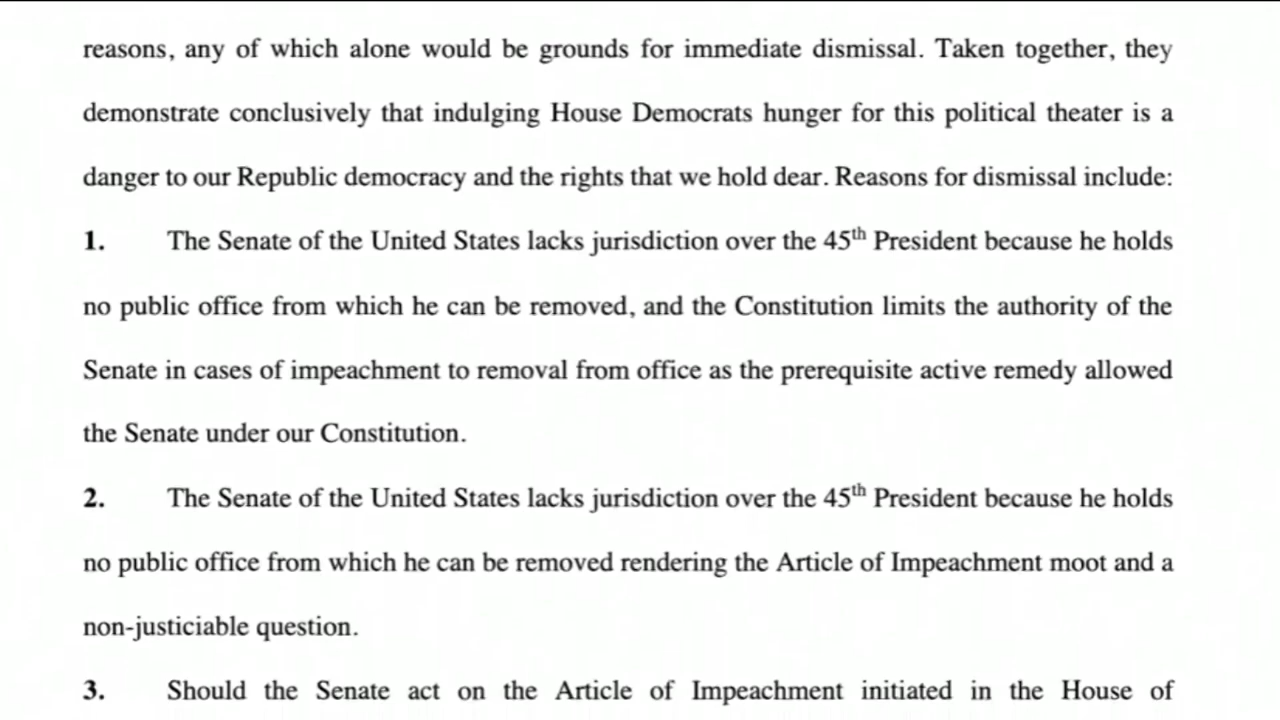 reasons, any of which alone would be grounds for immediate dismissal. Taken together, they
demonstrate conclusively that indulging House Democrats hunger for this political theater is a
danger to our Republic democracy and the rights that we hold dear. Reasons for dismissal include:
1. The Senate of the United States lacks jurisdiction over the 45th President because he holds
no public office from which he can be removed, and the Constitution limits the authority of the
Senate in cases of impeachment to removal from office as the prerequisite active remedy allowed
the Senate under our Constitution.
2. The Senate of the United States lacks jurisdiction over the 45th President because he holds
no public office from which he can be removed rendering the Article of Impeachment moot and a
non-justiciable question.
3. Should the Senate act on the Article of Impeachment initiated in the House of